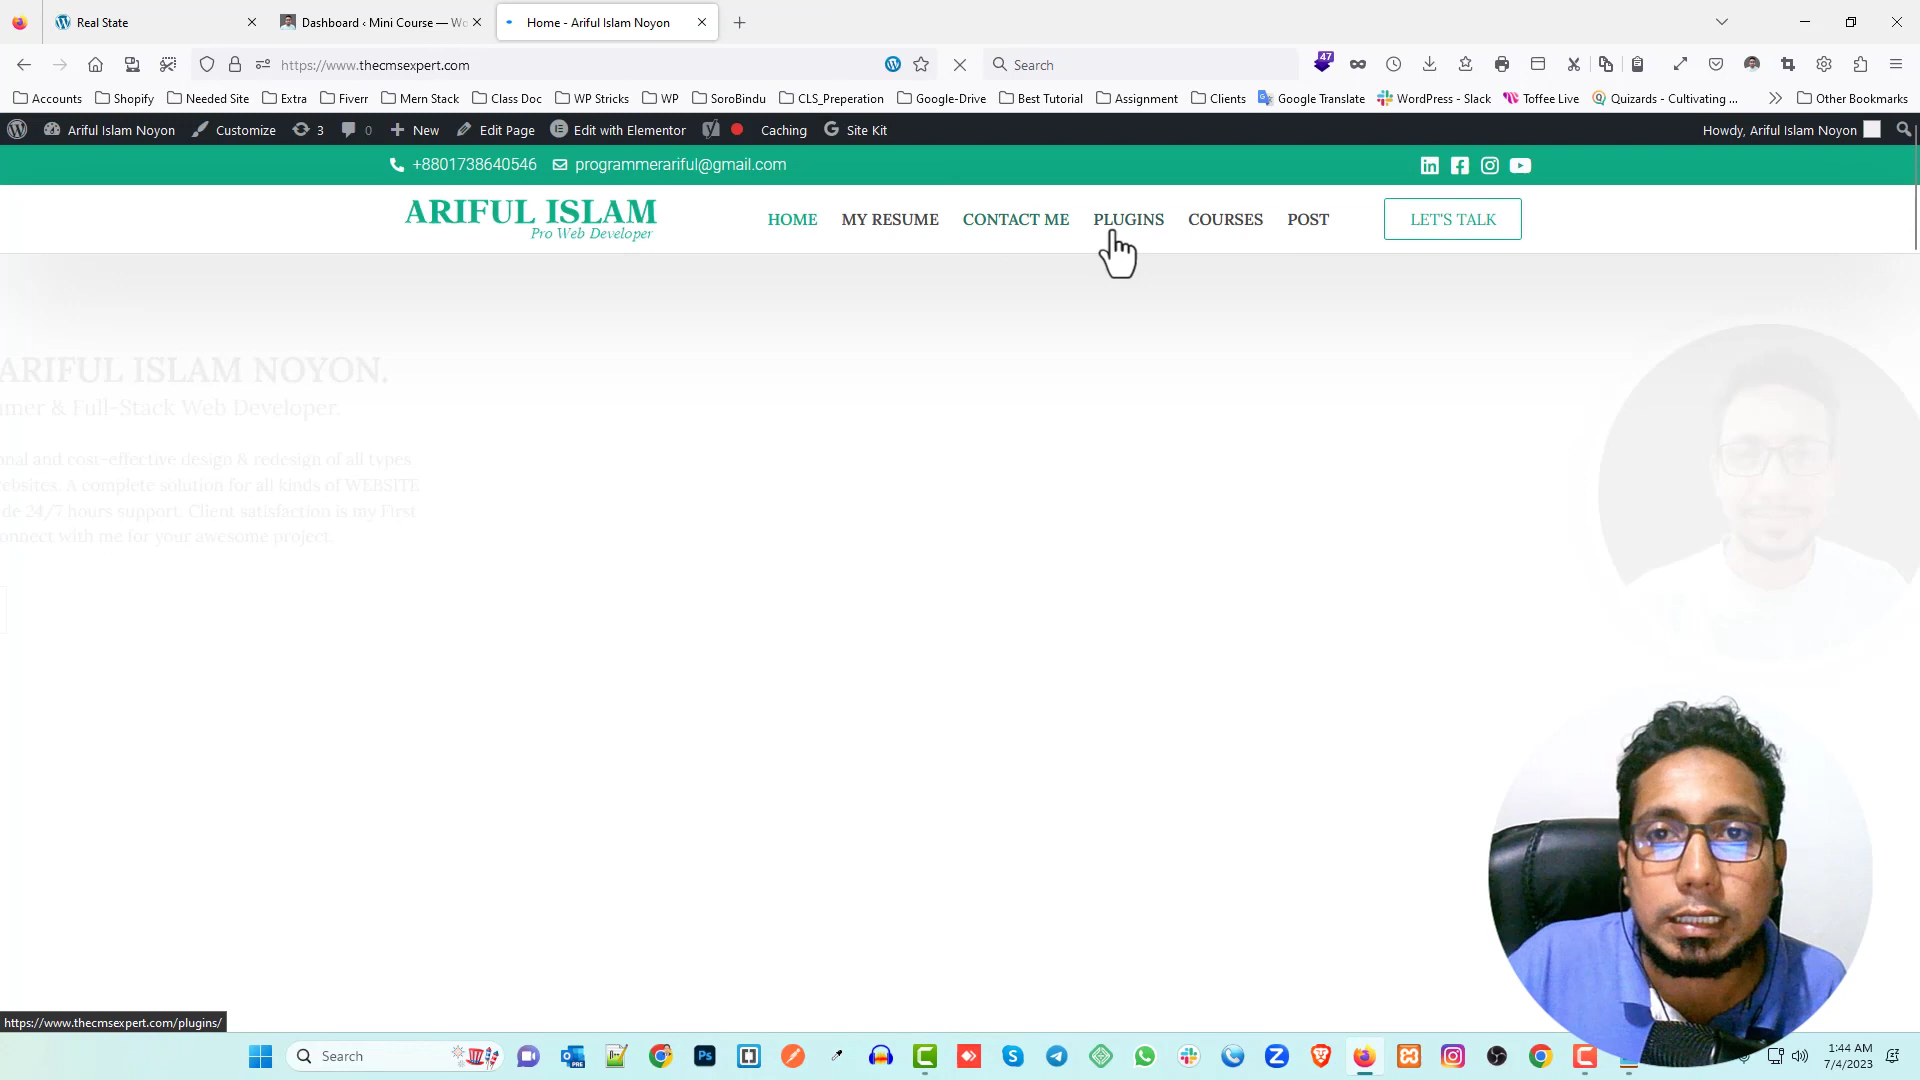 Real State
Dashboard ‹ Mini Course — Wo
Home - Ariful Islam Noyon
https://www.thecmsexpert.com
Search
47
Accounts
Shopify
Needed Site
Extra
Fiverr
Mern Stack
Class Doc
WP Stricks
WP
SoroBindu
CLS_Preperation
Google-Drive
Best Tutorial
Assignment
Clients
Google Translate
WordPress - Slack
Toffee Live
Quizards - Cultivating ...
Other Bookmarks
Ariful Islam Noyon
Customize
3
0
New
Edit Page
Edit with Elementor
Caching
Site Kit
Howdy, Ariful Islam Noyon
+8801738640546
programmerariful@gmail.com
ARIFUL ISLAM
Pro Web Developer
HOME
MY RESUME
CONTACT ME
PLUGINS
COURSES
POST
LET'S TALK
ARIFUL ISLAM NOYON.
mer & Full-Stack Web Developer.
onal and cost-effective design & redesign of all types
ebsites. A complete solution for all kinds of WEBSITE
de 24/7 hours support. Client satisfaction is my First
onnect with me for your awesome project.
https://www.thecmsexpert.com/plugins/
Search
1:44 AM
7/4/2023